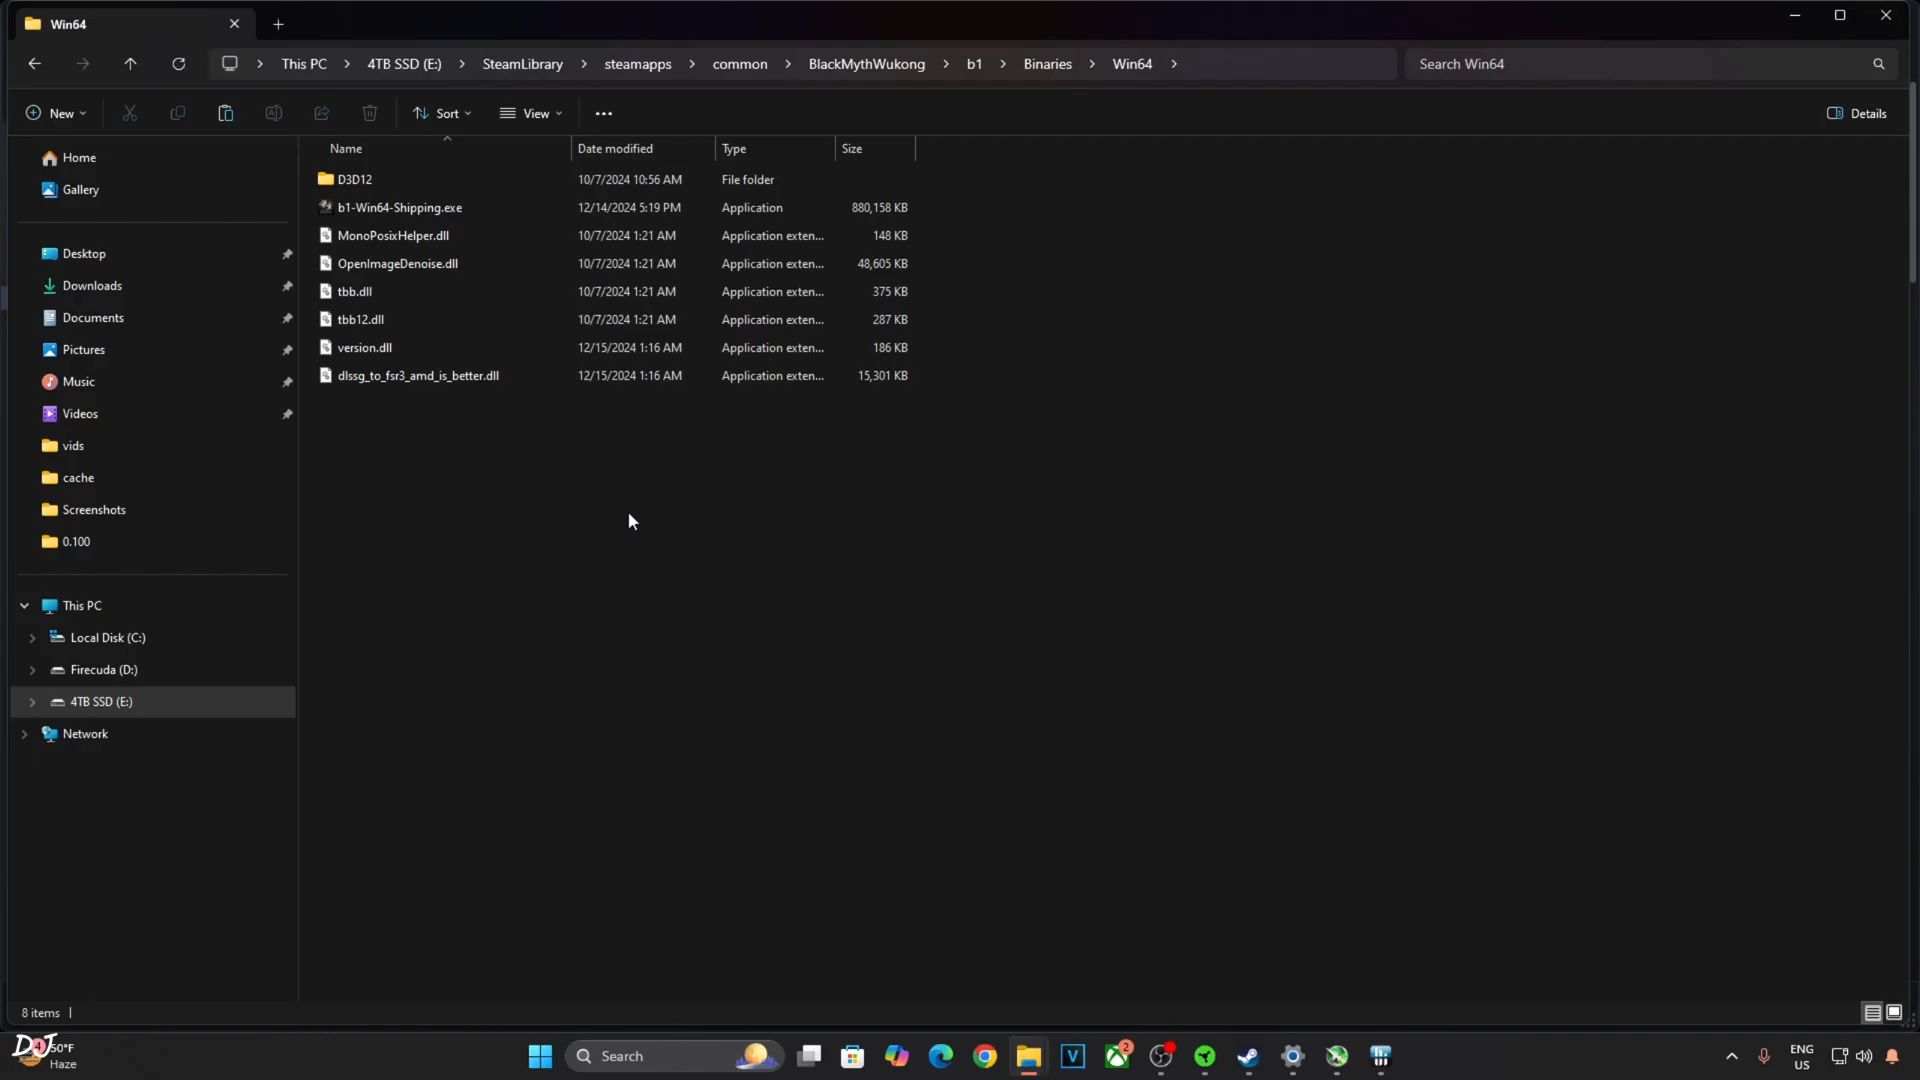 Win64
This PC
4TB SSD (E:)
SteamLibrary
steamapps
common
BlackMythWukong
b1
Binaries
Win64
Search Win64
New
Sort
View
Details
Name
Date modified
Type
Size
D3D12 10/7/2024 10:56 AM File folder
b1-Win64-Shipping.exe 12/14/2024 5:19 PM Application 880,158 KB
MonoPosixHelper.dll 10/7/2024 1:21 AM Application exten... 148 KB
OpenImageDenoise.dll 10/7/2024 1:21 AM Application exten... 48,605 KB
tbb.dll 10/7/2024 1:21 AM Application exten... 375 KB
tbb12.dll 10/7/2024 1:21 AM Application exten... 287 KB
version.dll 12/15/2024 1:16 AM Application exten... 186 KB
dlssg_to_fsr3_amd_is_better.dll 12/15/2024 1:16 AM Application exten... 15,301 KB
Home
Gallery
Desktop
Downloads
Documents
Pictures
Music
Videos
vids
cache
Screenshots
0.100
This PC
Local Disk (C:)
Firecuda (D:)
4TB SSD (E:)
Network
8 items
DJ
4
50°F
Haze
Search
V
2
ENG
US